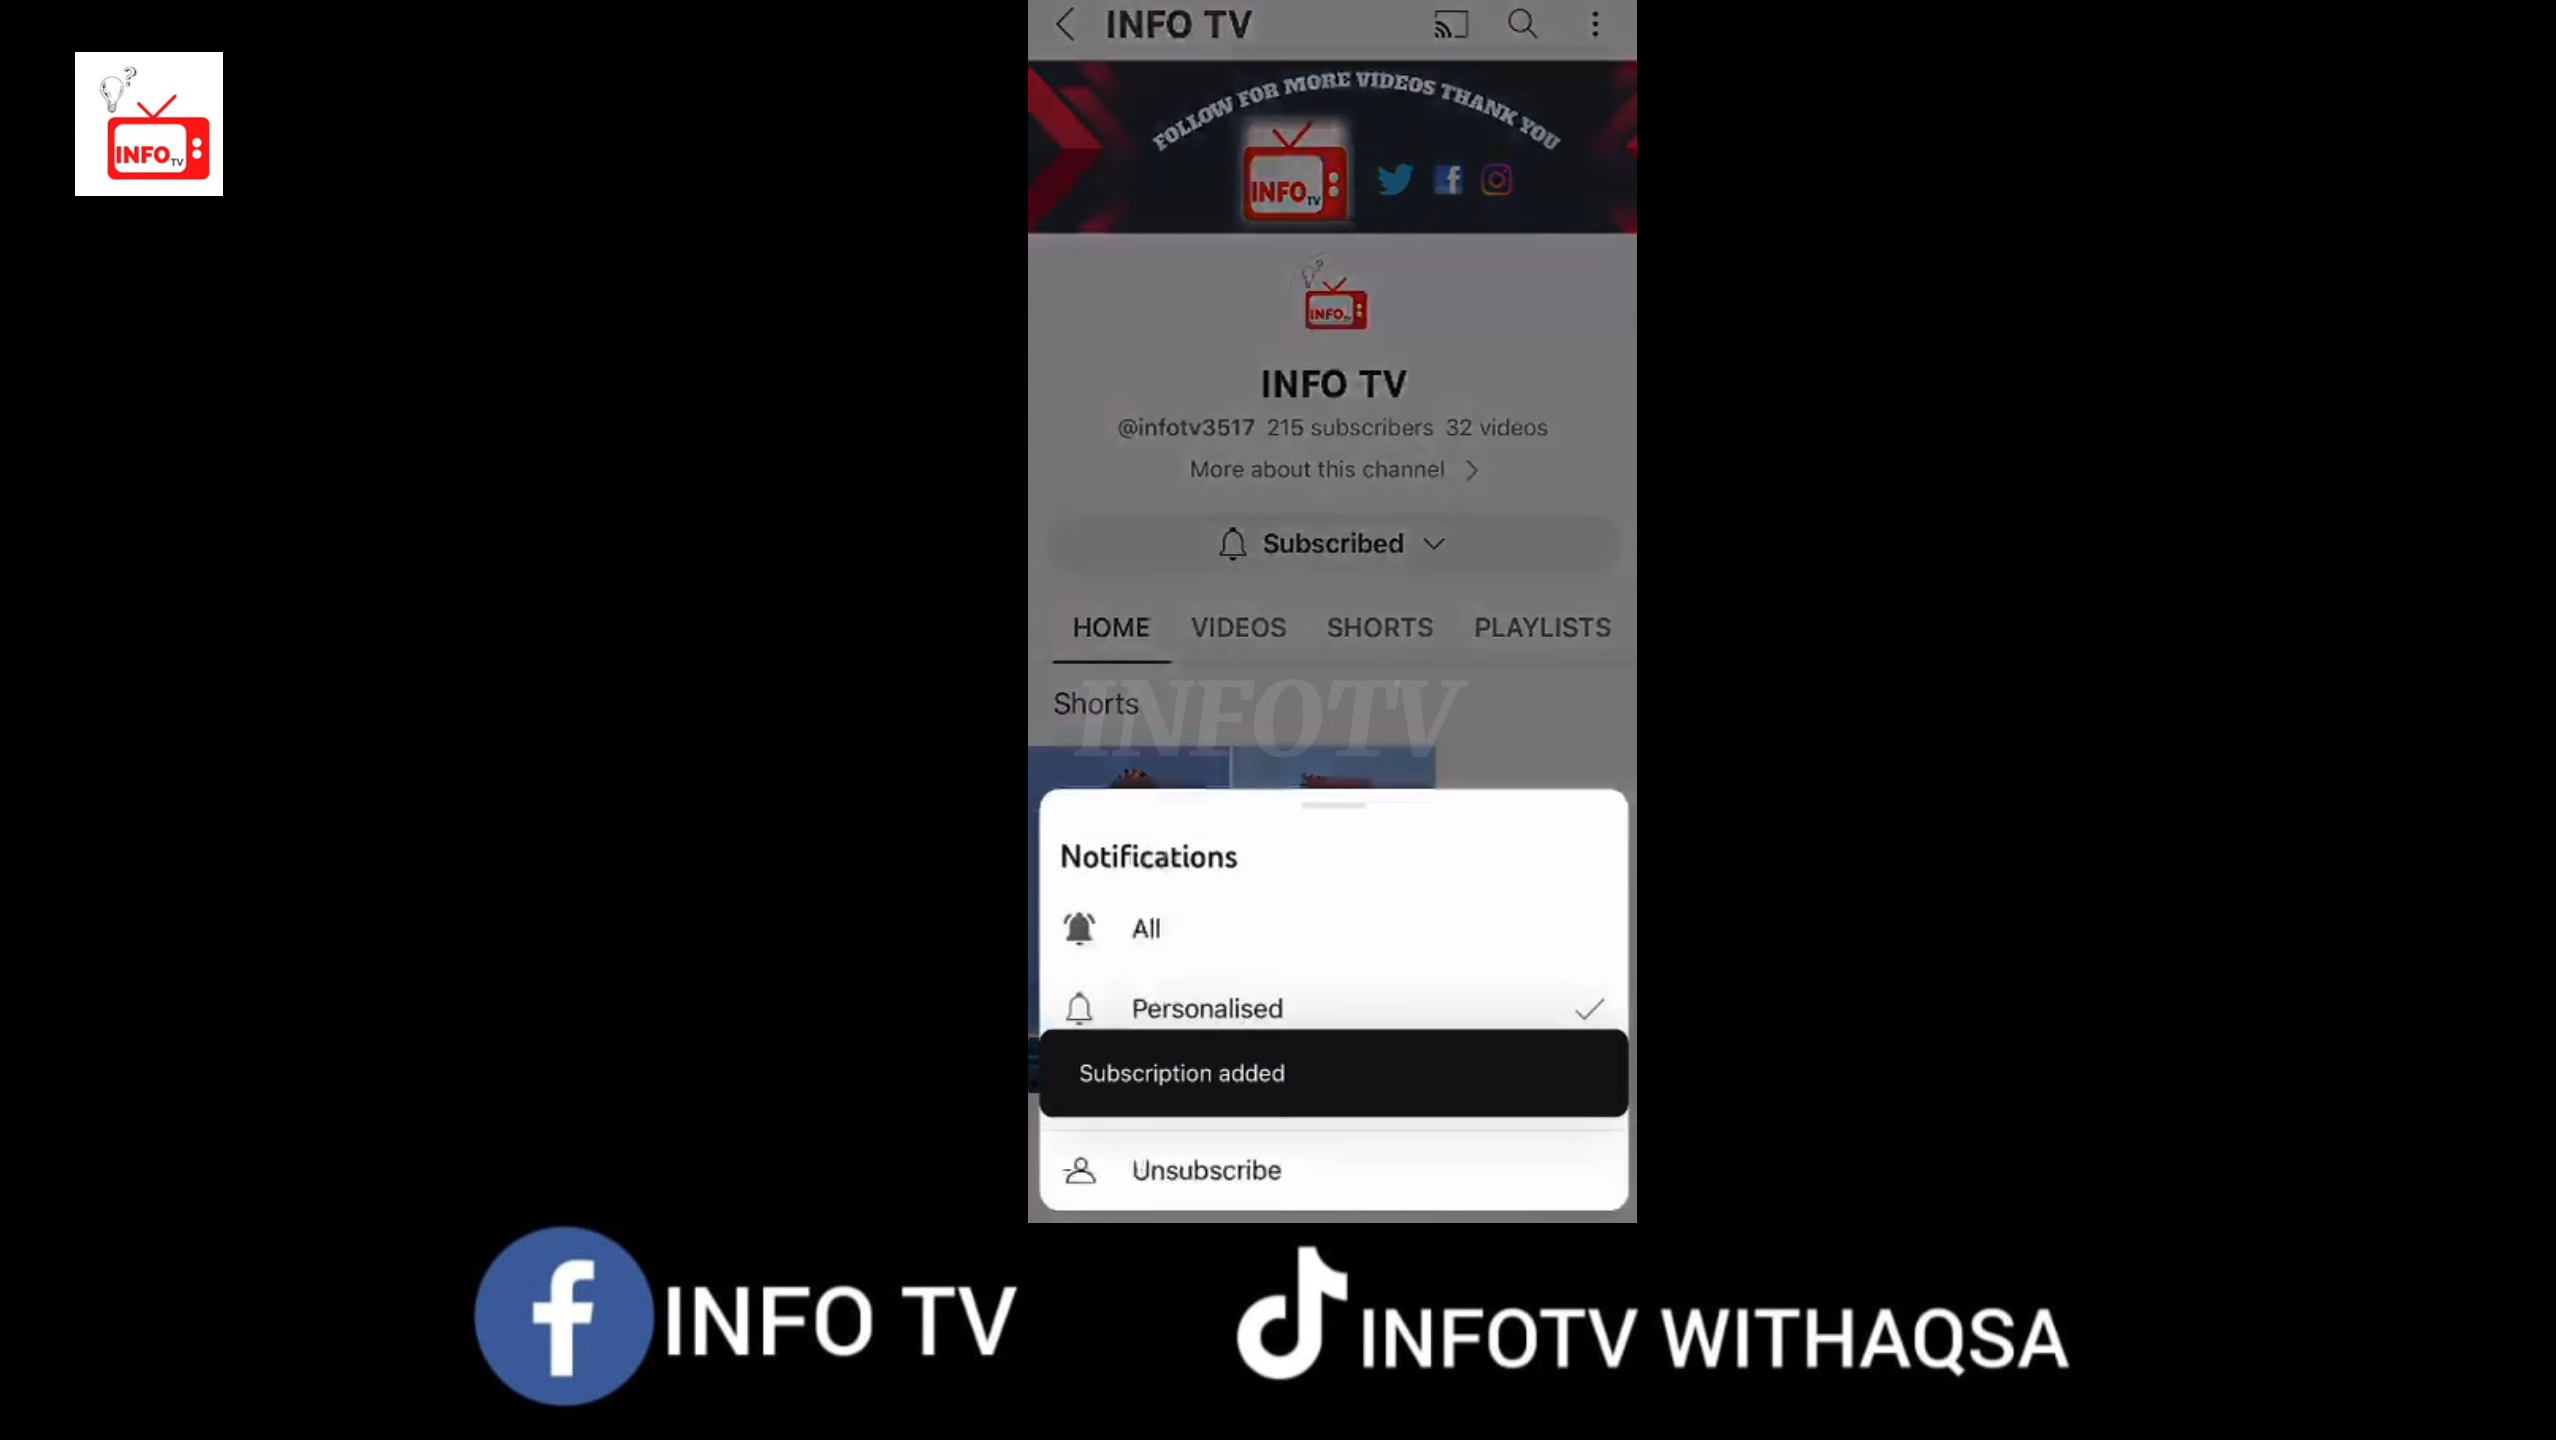 INFO TV
INFO TV
FOLLOW FOR MORE VIDEOS THANK YOU
INFO TV
INFO
INFO TV
@infotv3517 215 subscribers 32 videos
More about this channel
Subscribed
HOME VIDEOS SHORTS PLAYLISTS
Shorts
INFOTV
Notifications
All
Personalised
Subscription added
Unsubscribe
INFO TV
INFOTV WITHAQSA